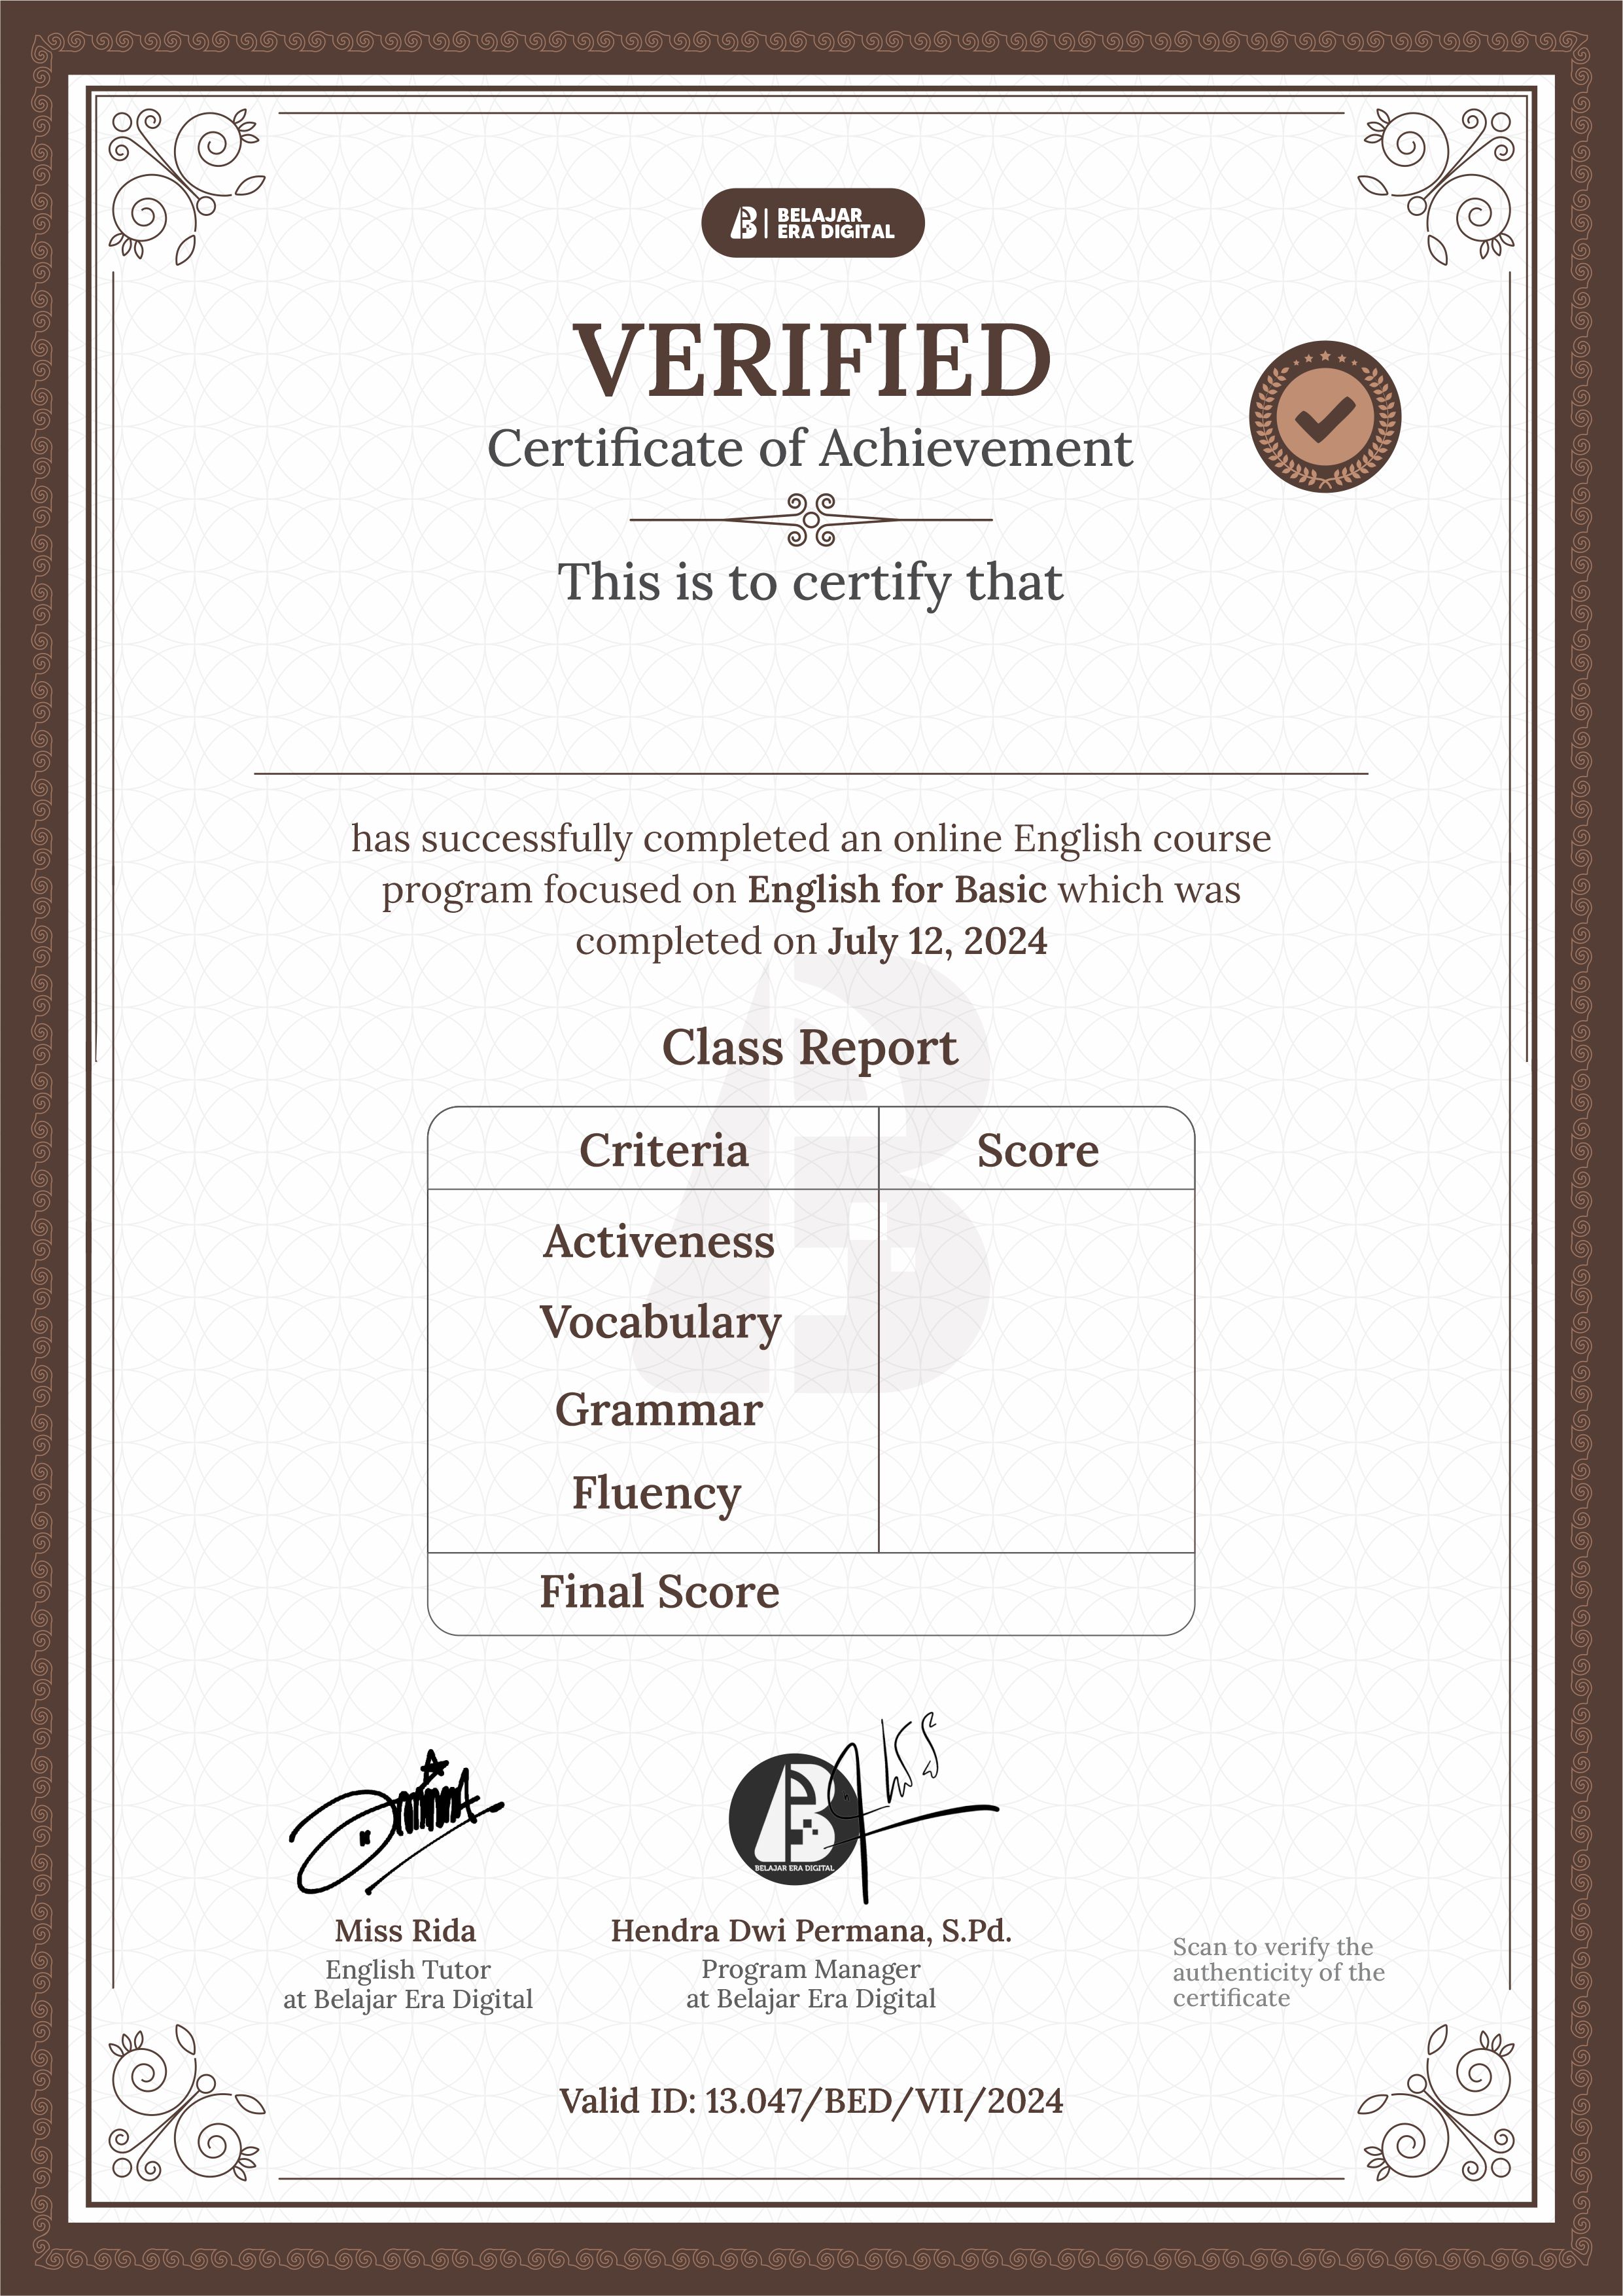 BELAJAR
ERA DIGITAL
VERIFIED
Certificate of Achievement
This is to certify that
has successfully completed an online English course
program focused on English for Basic which was
completed on July 12, 2024
Class Report
Criteria Score
Activeness
Vocabulary
Grammar
Fluency
Final Score
BELAJAR ERA DIGITAL
Miss Rida
English Tutor
at Belajar Era Digital
Hendra Dwi Permana, S.Pd.
Program Manager
at Belajar Era Digital
Scan to verify the
authenticity of the
certificate
Valid ID: 13.047/BED/VII/2024